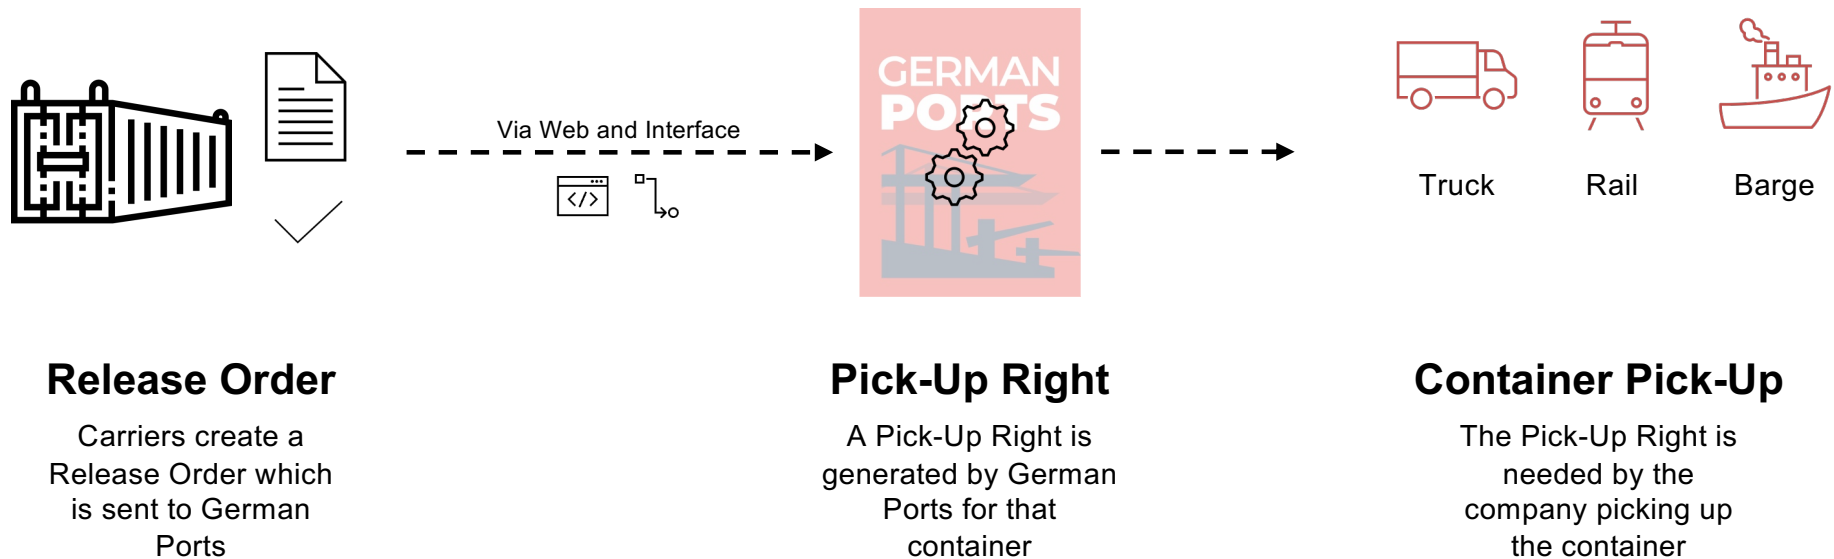 Via Web and Interface
</>
GERMAN
PORTS
Truck
Rail
Barge
Release Order
Carriers create a
Release Order which
is sent to German
Ports
Pick-Up Right
A Pick-Up Right is
generated by German
Ports for that
container
Container Pick-Up
The Pick-Up Right is
needed by the
company picking up
the container